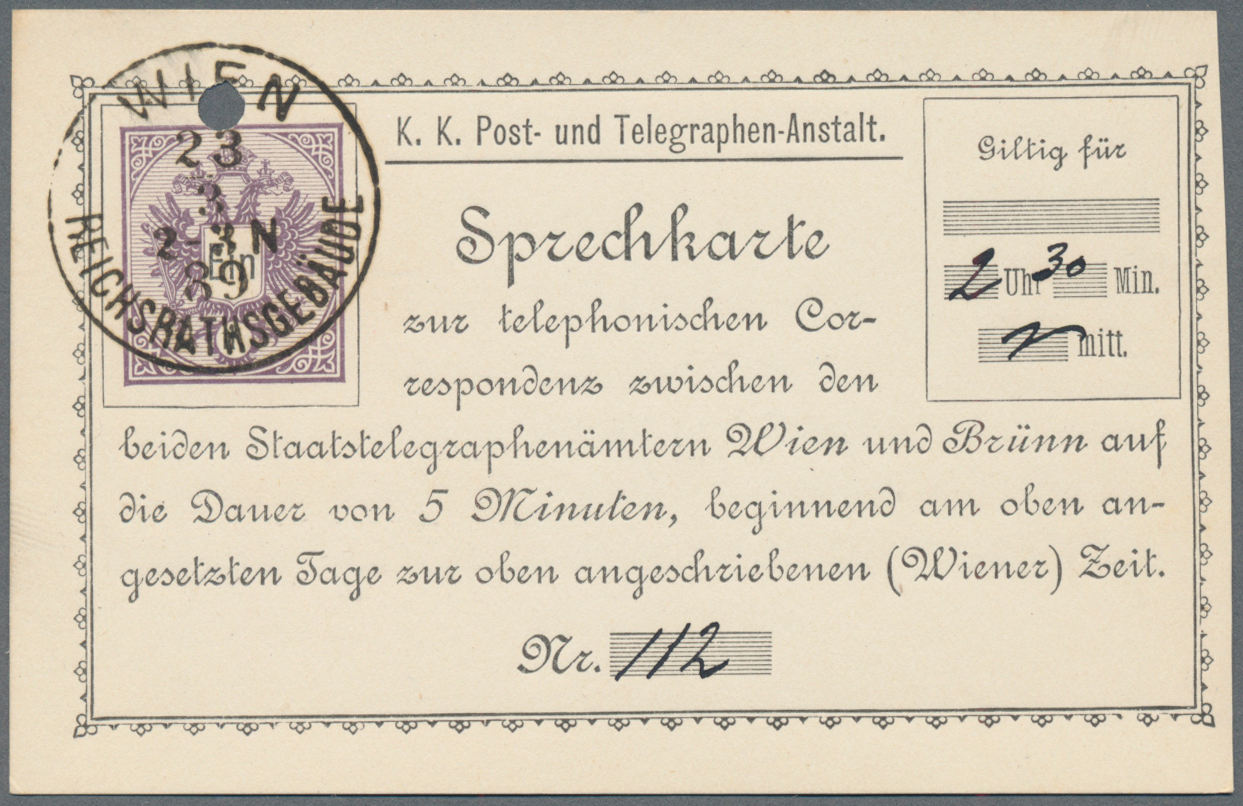 WIEN
23
3
2-3 N
89
REICHSRATHSGEBÄUDE
Ein
K. K. Post- und Telegraphen-Anstalt.
Giltig für
2 Uhr 30 Min.
N mitt.
Sprechkarte
zur telephonischen Cor-
respondenz zwischen den
beiden Staatstelegraphenämtern Wien und Brünn auf
die Dauer von 5 Minuten, beginnend am oben an-
gesetzten Tage zur oben angeschriebenen (Wiener) Zeit.
Nr. 112